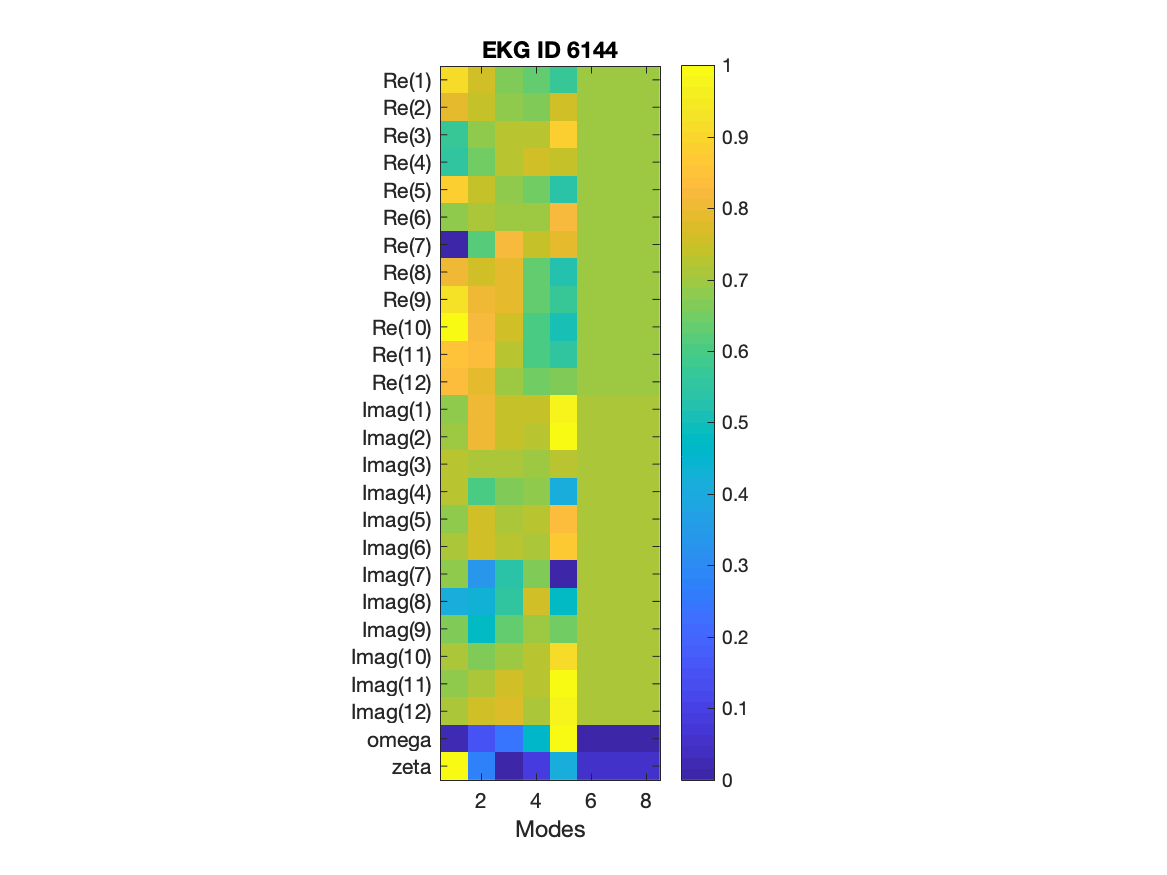 EKG ID 6144
Re(1)
Re(2)
Re(3)
Re(4)
Re(5)
Re(6)
Re(7)
Re(8)
Re(9)
Re(10)
Re(11)
Re(12)
Imag(1)
Imag(2)
Imag(3)
Imag(4)
Imag(5)
Imag(6)
Imag(7)
Imag(8)
Imag(9)
Imag(10)
Imag(11)
Imag(12)
omega
zeta
2 4 6 8
Modes
1
0.9
0.8
0.7
0.6
0.5
0.4
0.3
0.2
0.1
0